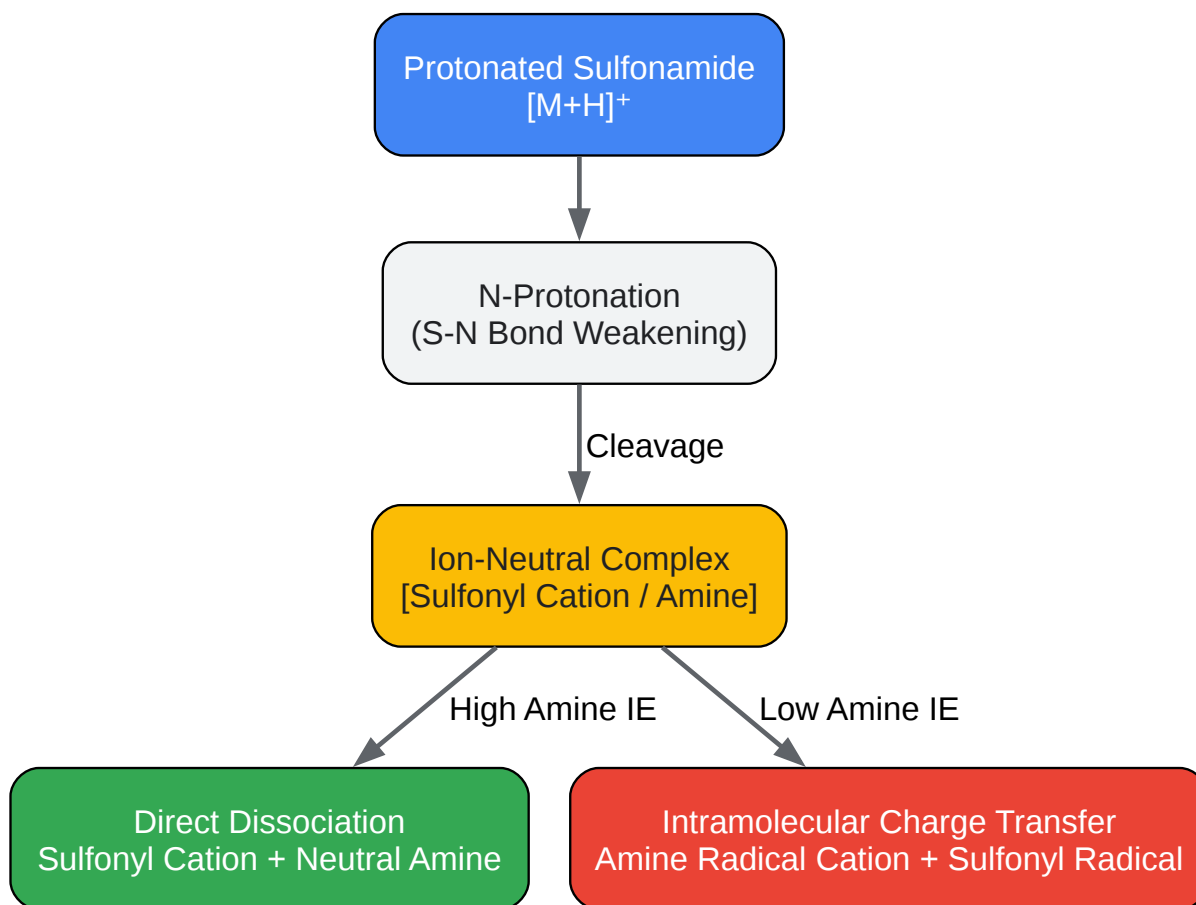 Protonated Sulfonamide
[M+H]⁺
N-Protonation
(S-N Bond Weakening)
Cleavage
Ion-Neutral Complex
[Sulfonyl Cation / Amine]
High Amine IE
Low Amine IE
Direct Dissociation
Sulfonyl Cation + Neutral Amine
Intramolecular Charge Transfer
Amine Radical Cation + Sulfonyl Radical